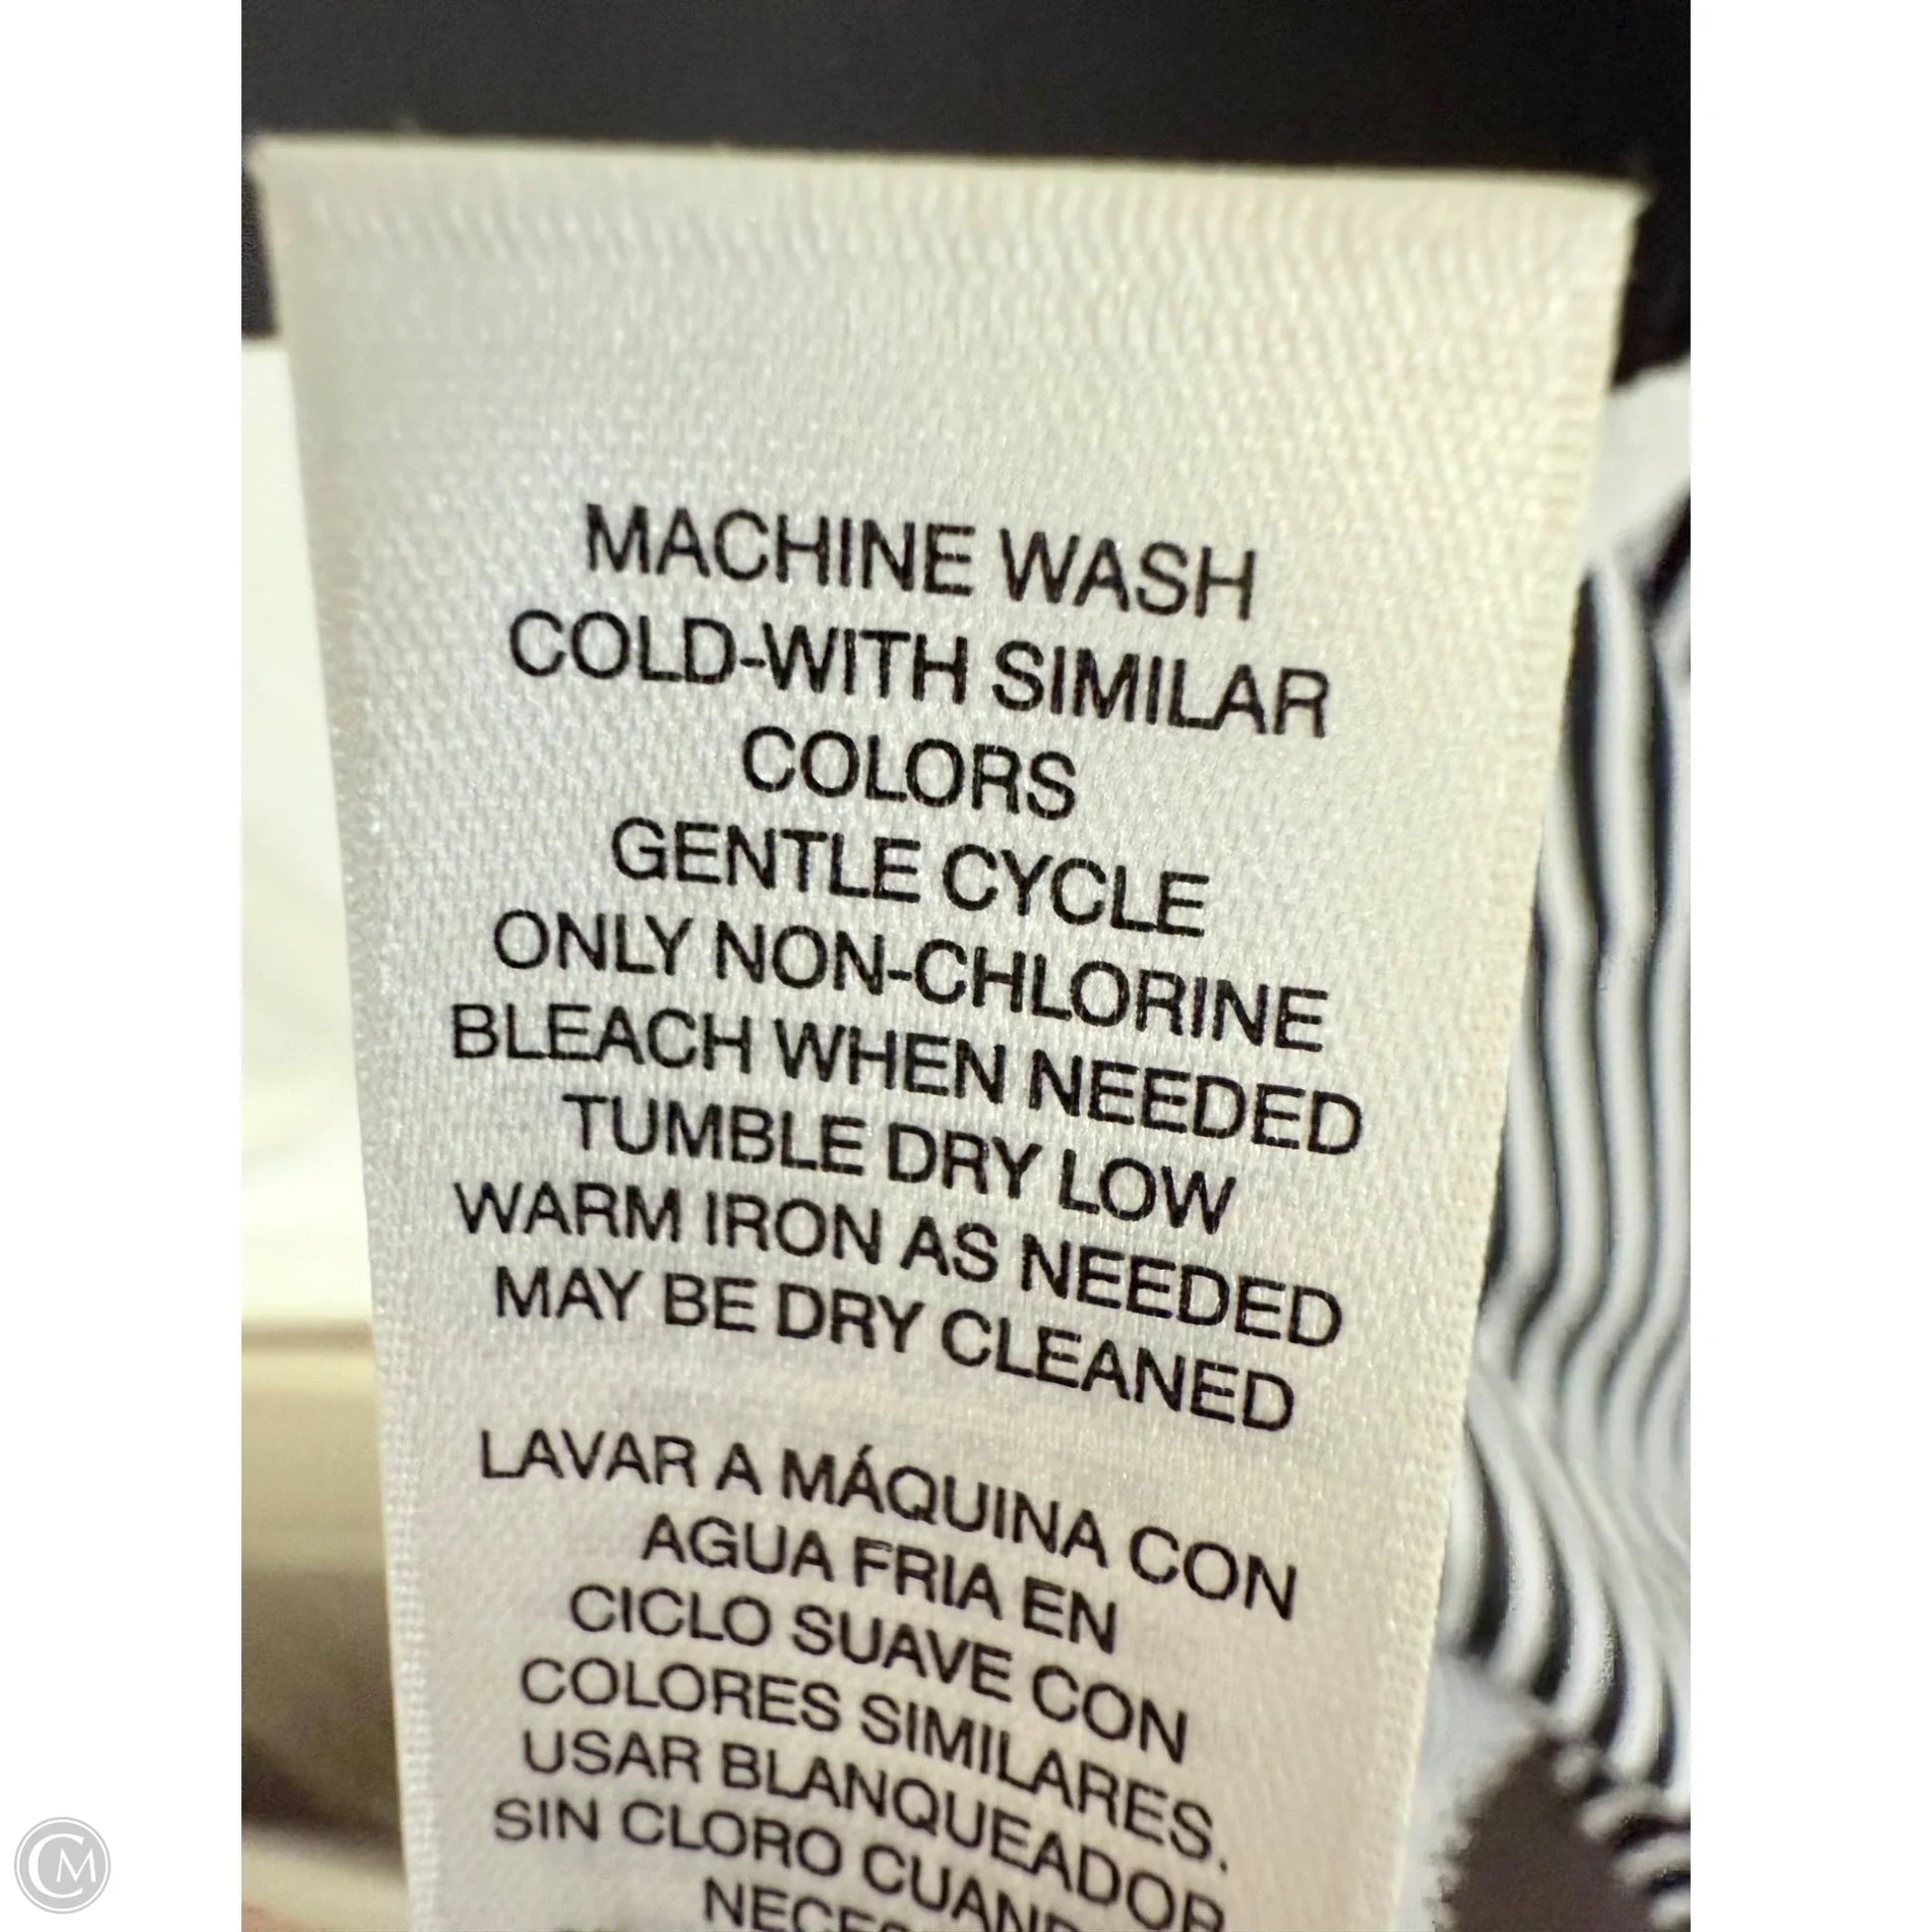 MACHINE WASH
COLD-WITH SIMILAR
COLORS
GENTLE CYCLE
ONLY NON-CHLORINE
BLEACH WHEN NEEDED
TUMBLE DRY LOW
WARM IRON AS NEEDED
MAY BE DRY CLEANED
LAVAR A MÁQUINA CON
AGUA FRIA EN
CICLO SUAVE CON
COLORES SIMILARES.
USAR BLANQUEADOR
SIN CLORO
CM